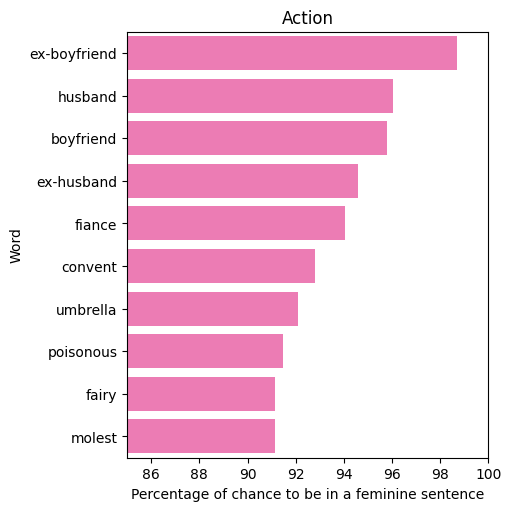 Action
ex-boyfriend
husband
boyfriend
ex-husband
fiance
convent
umbrella
poisonous
fairy
molest
Word
86 88 90 92 94 96 98 100
Percentage of chance to be in a feminine sentence